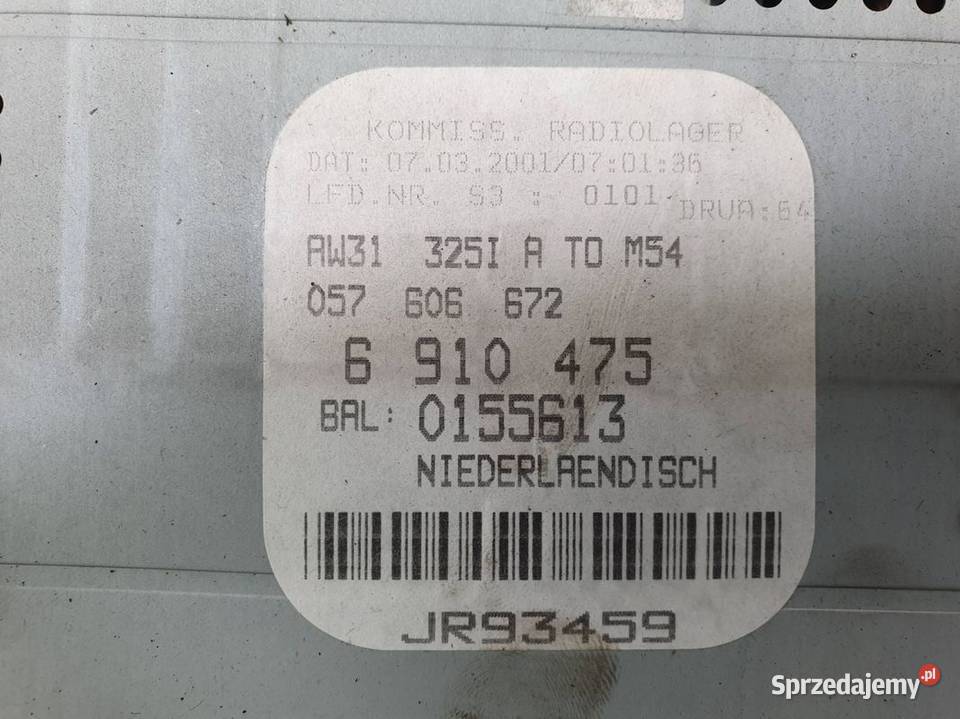 KOMMISS. RADIOLAGER
DAT: 07.03.2001/07:01:36
LFD.NR. S3 : 0101
DRVA:64
AW31 325I A TO M54
057 606 672
6 910 475
BAL: 0155613
NIEDERLAENDISCH
JR93459
Sprzedajemy.pl